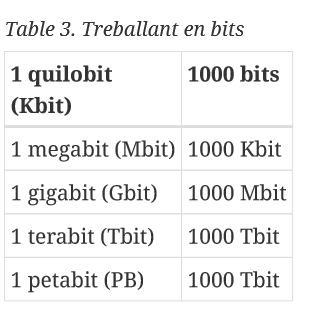 Table 3. Treballant en bits
1 quilobit 1000 bits
(Kbit)
1 megabit (Mbit) 1000 Kbit
1 gigabit (Gbit) 1000 Mbit
1 terabit (Tbit) 1000 Tbit
1 petabit (PB) 1000 Tbit